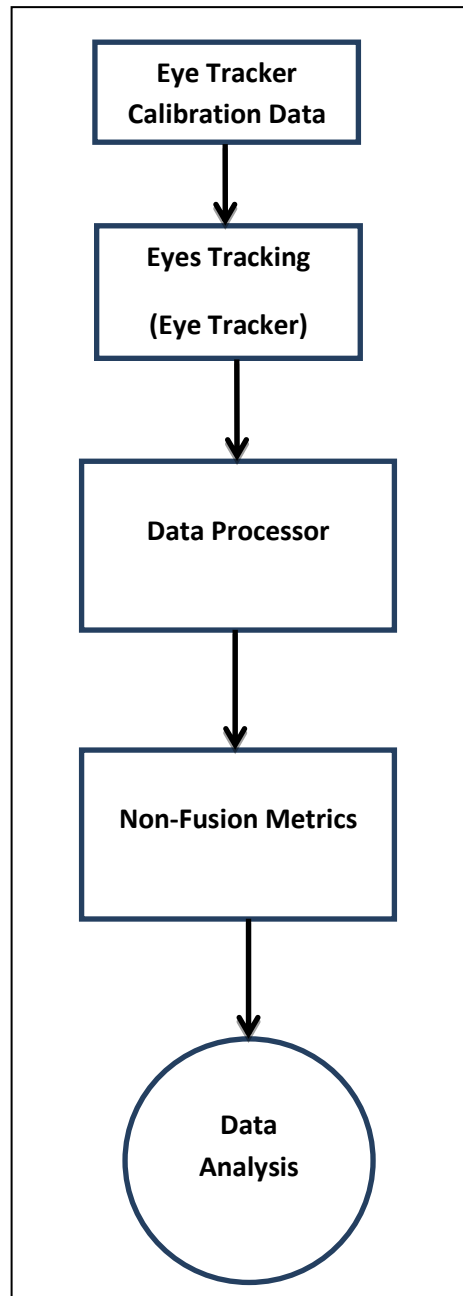 Eye Tracker
Calibration Data
Eyes Tracking
(Eye Tracker)
Data Processor
Non-Fusion Metrics
Data
Analysis